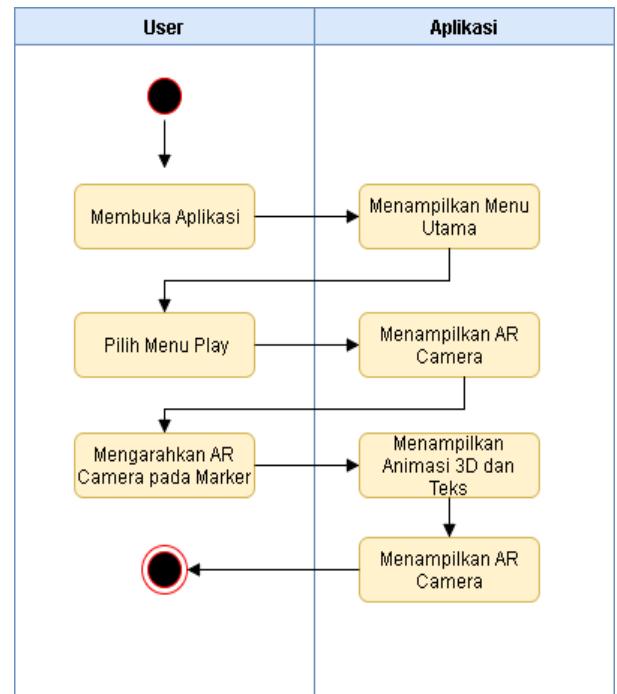 User
Aplikasi
Membuka Aplikasi
Menampilkan Menu
Utama
Pilih Menu Play
Menampilkan AR
Camera
Mengarahkan AR
Camera pada Marker
Menampilkan
Animasi 3D dan
Teks
Menampilkan AR
Camera